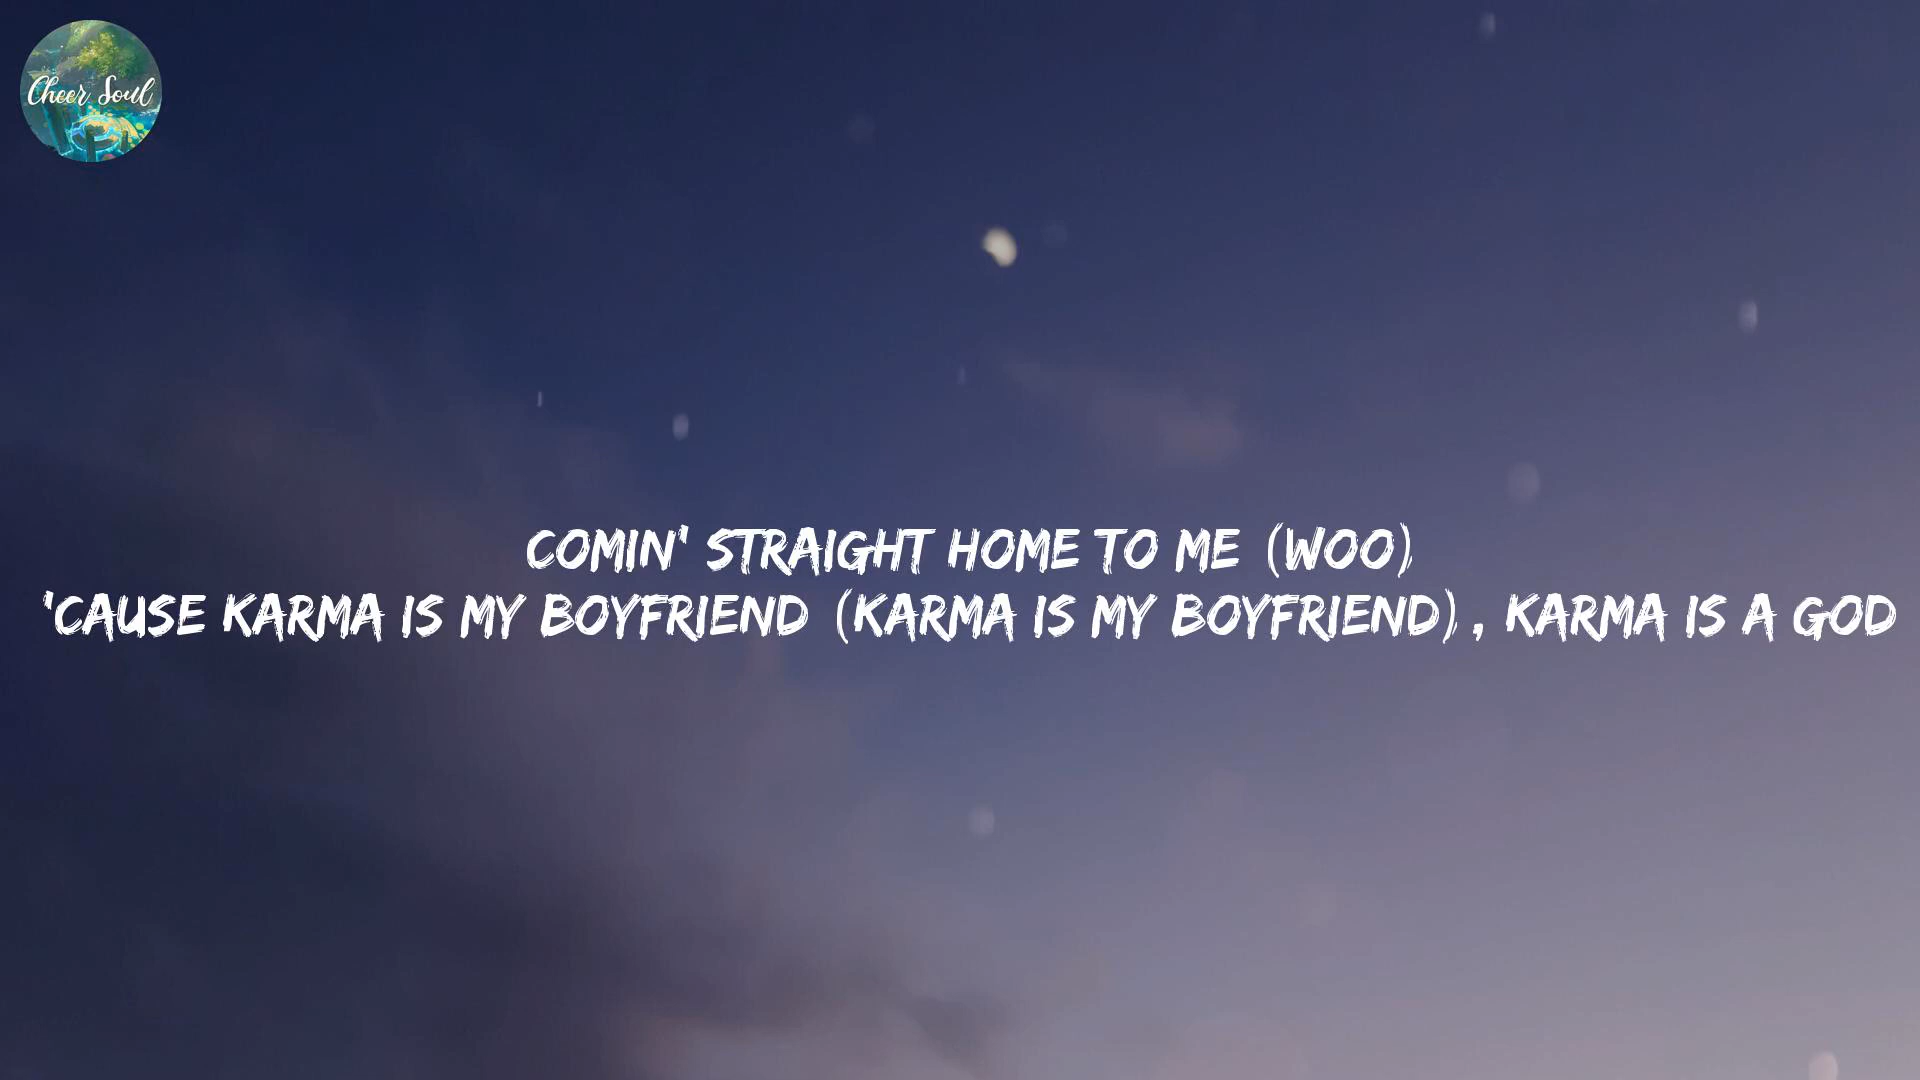 Cheer Soul
COMIN' STRAIGHT HOME TO ME (WOO)
'CAUSE KARMA IS MY BOYFRIEND (KARMA IS MY BOYFRIEND), KARMA IS A GOD